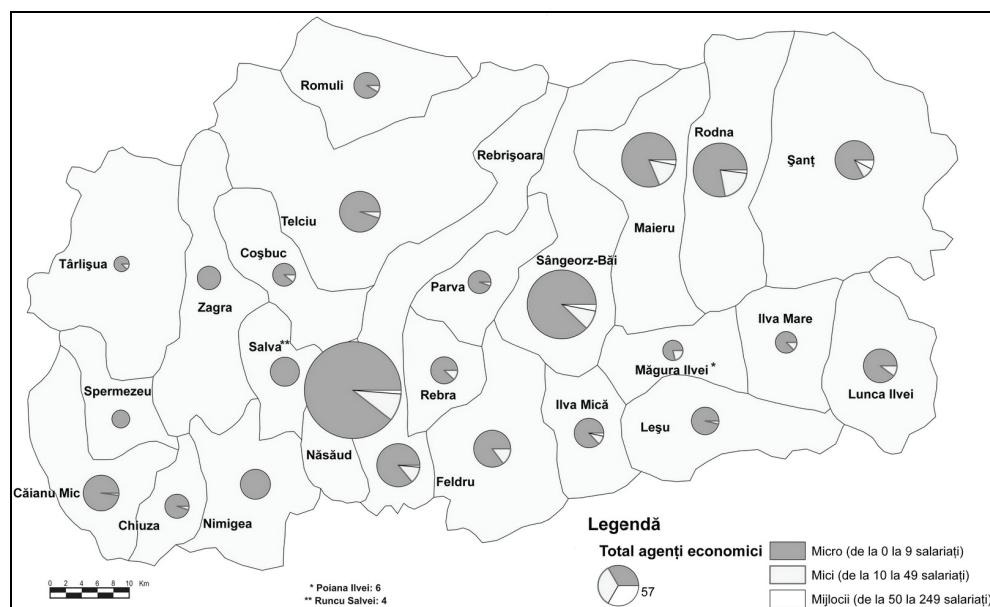 Romuli
Rebrişoara
Rodna
Şanţ
Telciu
Maieru
Coşbuc
Sângeorz-Băi
Târlişua
Parva
Zagra
Ilva Mare
Salva**
Măgura Ilvei *
Spermezeu
Rebra
Lunca Ilvei
Ilva Mică
Leşu
Năsăud
Feldru
Căianu Mic
Chiuza
Nimigea
Legendă
Total agenţi economici
57
Micro (de la 0 la 9 salariaţi)
Mici (de la 10 la 49 salariaţi)
Mijlocii (de la 50 la 249 salariaţi)
0 2 4 6 8 10 Km
* Poiana Ilvei: 6
** Runcu Salvei: 4